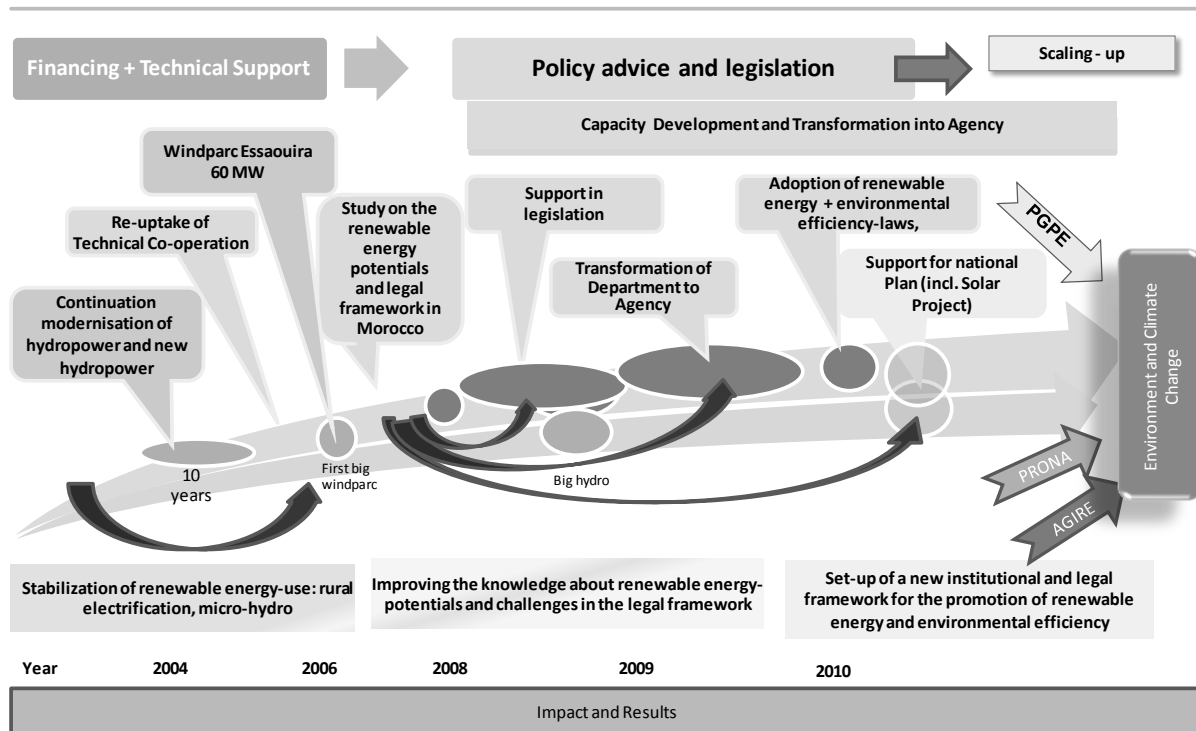 Financing + Technical Support
Policy advice and legislation
Scaling - up
Capacity Development and Transformation into Agency
Windparc Essaouira
60 MW
Re-uptake of
Technical Co-operation
Continuation
modernisation of
hydropower and new
hydropower
Study on the
renewable
energy
potentials
and legal
framework in
Morocco
Support in
legislation
Transformation of
Department to
Agency
Adoption of renewable
energy + environmental
efficiency-laws,
Support for national
Plan (incl. Solar
Project)
PGPE
PRONA
AGIRE
Environment and Climate
Change
10
years
First big
windparc
Big hydro
Stabilization of renewable energy-use: rural
electrification, micro-hydro
Improving the knowledge about renewable energy-
potentials and challenges in the legal framework
Set-up of a new institutional and legal
framework for the promotion of renewable
energy and environmental efficiency
Year 2004 2006 2008 2009 2010
Impact and Results